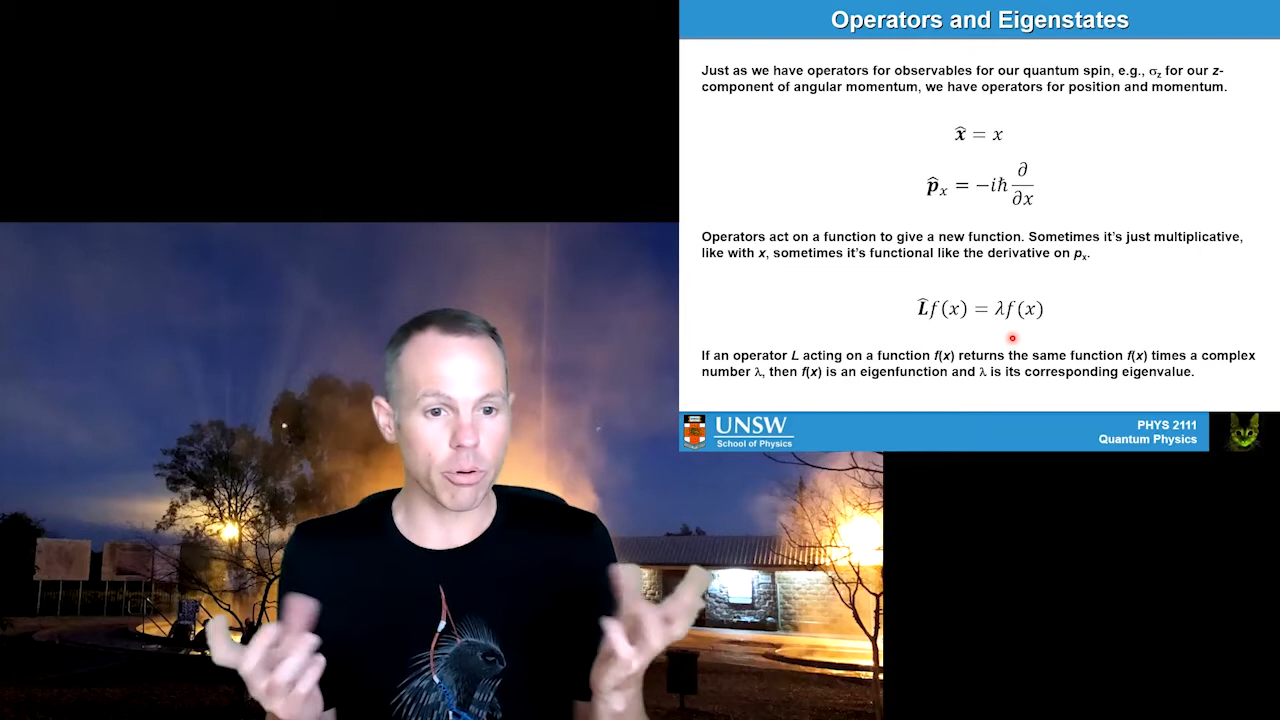 Operators and Eigenstates
Just as we have operators for observables for our quantum spin, e.g., σz for our z-
component of angular momentum, we have operators for position and momentum.
x̂ = x
p̂ₓ = −iħ ∂/∂x
Operators act on a function to give a new function. Sometimes it's just multiplicative,
like with x, sometimes it's functional like the derivative on pₓ.
L̂f(x) = λf(x)
If an operator L acting on a function f(x) returns the same function f(x) times a complex
number λ, then f(x) is an eigenfunction and λ is its corresponding eigenvalue.
UNSW
School of Physics
PHYS 2111
Quantum Physics